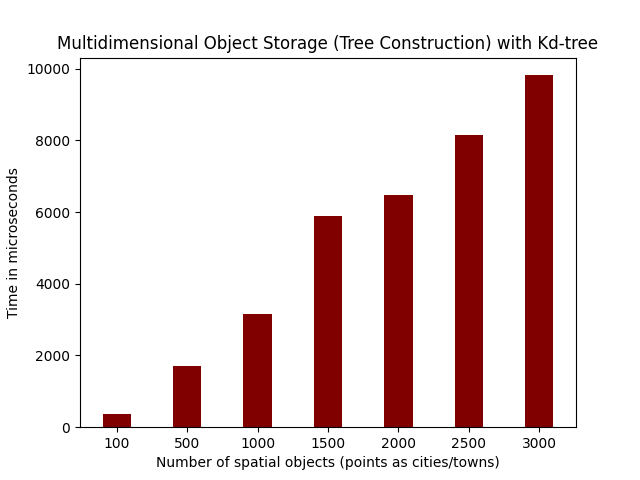 Multidimensional Object Storage (Tree Construction) with Kd-tree
Time in microseconds
10000
8000
6000
4000
2000
0
100 500 1000 1500 2000 2500 3000
Number of spatial objects (points as cities/towns)